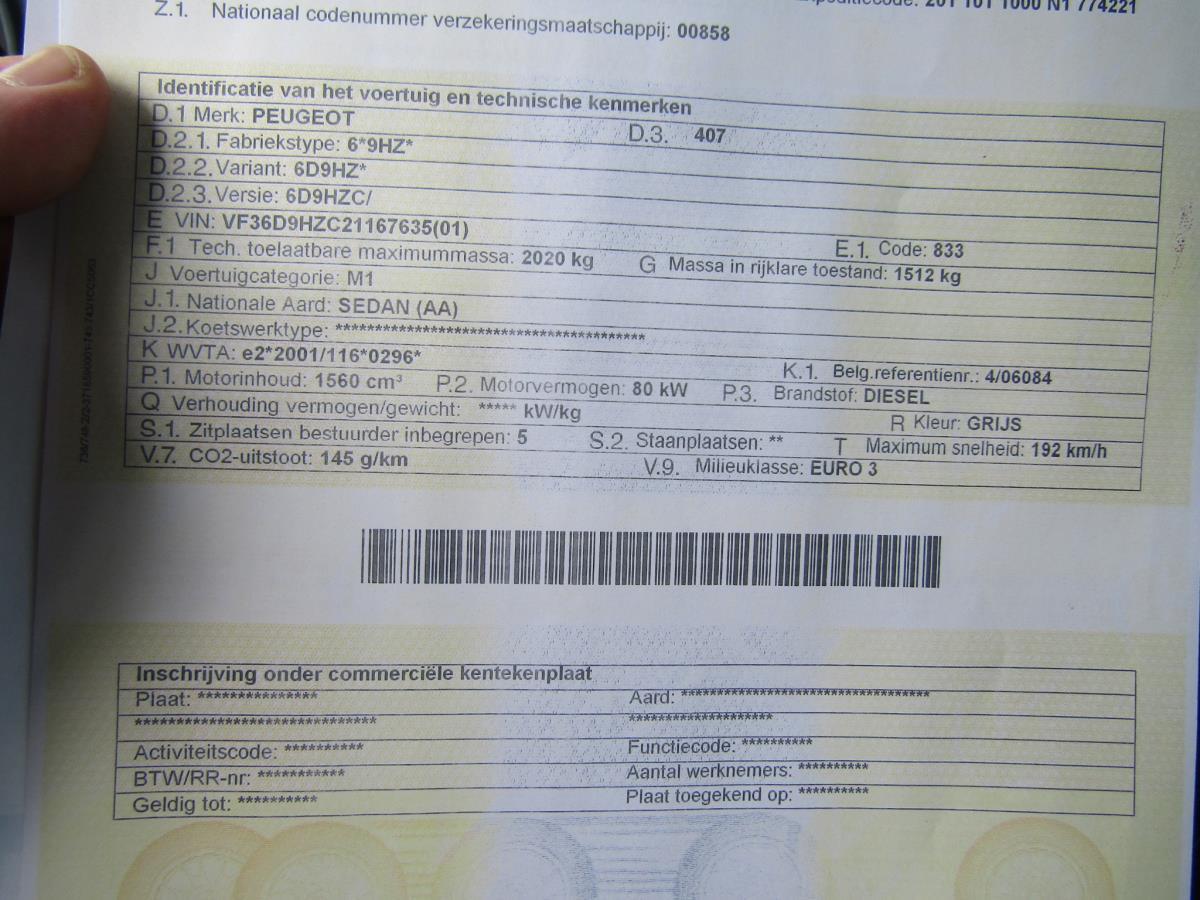 201 101 1000 N1 774221
Z.1. Nationaal codenummer verzekeringsmaatschappij: 00858
Identificatie van het voertuig en technische kenmerken
D.1 Merk: PEUGEOT D.3. 407
D.2.1. Fabriekstype: 6*9HZ*
D.2.2. Variant: 6D9HZ*
D.2.3. Versie: 6D9HZC/
E VIN: VF36D9HZC21167635(01) E.1. Code: 833
F.1 Tech. toelaatbare maximummassa: 2020 kg G Massa in rijklare toestand: 1512 kg
J Voertuigcategorie: M1
J.1. Nationale Aard: SEDAN (AA)
J.2. Koetswerktype: ***************************************
K WVTA: e2*2001/116*0296* K.1. Belg.referentienr.: 4/06084
P.1. Motorinhoud: 1560 cm³ P.2. Motorvermogen: 80 kW P.3. Brandstof: DIESEL
Q Verhouding vermogen/gewicht: ***** kW/kg R Kleur: GRIJS
S.1. Zitplaatsen bestuurder inbegrepen: 5 S.2. Staanplaatsen: ** T Maximum snelheid: 192 km/h
V.7. CO2-uitstoot: 145 g/km V.9. Milieuklasse: EURO 3
Inschrijving onder commerciële kentekenplaat
Plaat: *************** Aard: *******************************
****************************** ********************
Activiteitscode: ********** Functiecode: *********
BTW/RR-nr: *********** Aantal werknemers: *********
Geldig tot: ********** Plaat toegekend op: *********